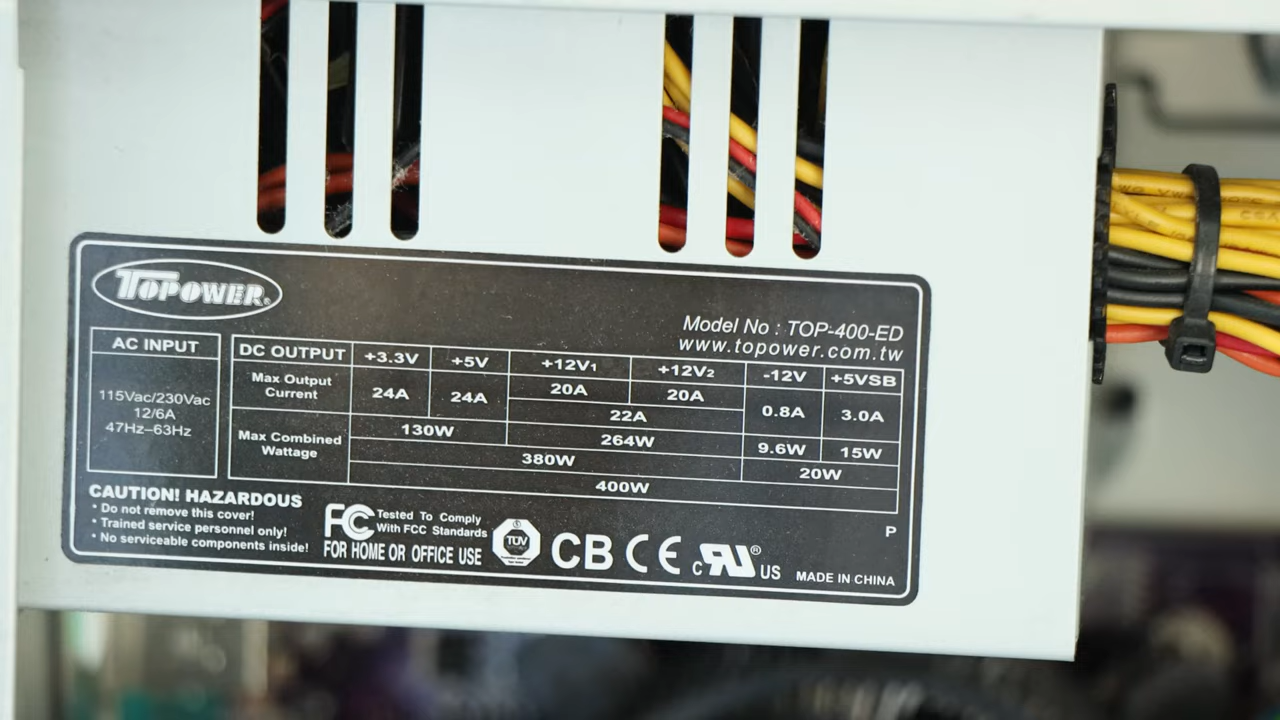 TOPOWER®
Model No : TOP-400-ED
www.topower.com.tw
AC INPUT
115Vac/230Vac
12/6A
47Hz-63Hz
DC OUTPUT +3.3V +5V +12V1 +12V2 -12V +5VSB
Max Output Current 24A 24A 20A 20A 0.8A 3.0A
22A
Max Combined Wattage 130W 264W 9.6W 15W
380W 20W
400W
CAUTION! HAZARDOUS
* Do not remove this cover!
* Trained service personnel only!
* No serviceable components inside!
FC Tested To Comply
With FCC Standards
FOR HOME OR OFFICE USE
TÜV
CB CE
c RU® US
MADE IN CHINA
P